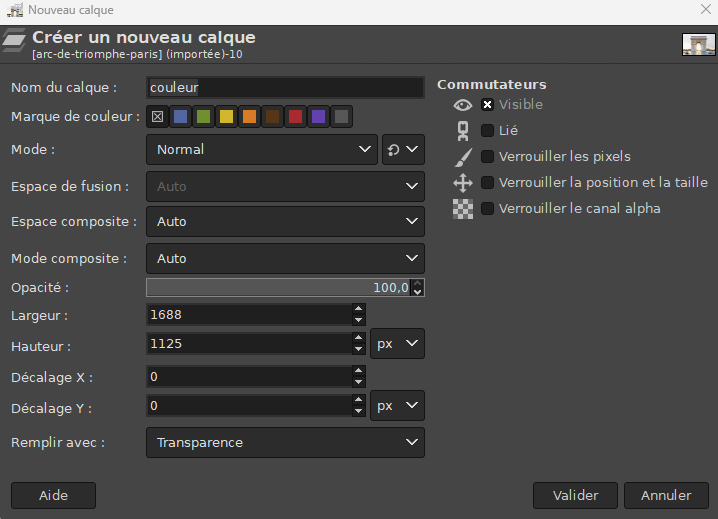 Nouveau calque
Créer un nouveau calque
[arc-de-triomphe-paris] (importée)-10
Nom du calque : couleur
Marque de couleur :
Mode : Normal
Espace de fusion : Auto
Espace composite : Auto
Mode composite : Auto
Opacité : 100,0
Largeur : 1688
Hauteur : 1125 px
Décalage X : 0
Décalage Y : 0 px
Remplir avec : Transparence
Commutateurs
Visible
Lié
Verrouiller les pixels
Verrouiller la position et la taille
Verrouiller le canal alpha
Aide Valider Annuler